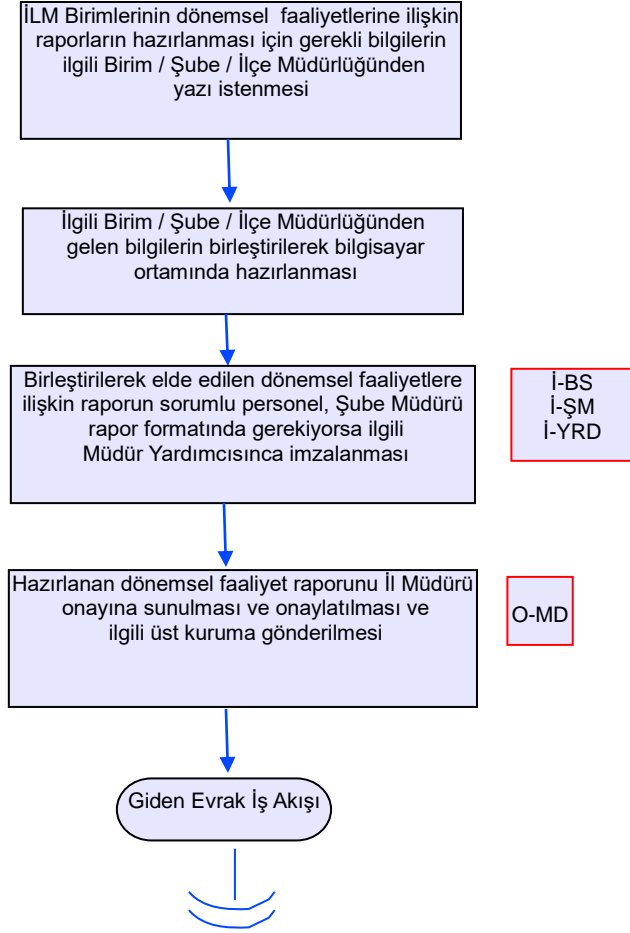 İLM Birimlerinin dönemsel  faaliyetlerine ilişkin
raporların hazırlanması için gerekli bilgilerin
ilgili Birim / Şube / İlçe Müdürlüğünden
yazı istenmesi
İlgili Birim / Şube / İlçe Müdürlüğünden
gelen bilgilerin birleştirilerek bilgisayar
ortamında hazırlanması
Birleştirilerek elde edilen dönemsel faaliyetlere
ilişkin raporun sorumlu personel, Şube Müdürü
rapor formatında gerekiyorsa ilgili
Müdür Yardımcısınca imzalanması
İ-BS
İ-ŞM
İ-YRD
Hazırlanan dönemsel faaliyet raporunu İl Müdürü
onayına sunulması ve onaylatılması ve
ilgili üst kuruma gönderilmesi
O-MD
Giden Evrak İş Akışı